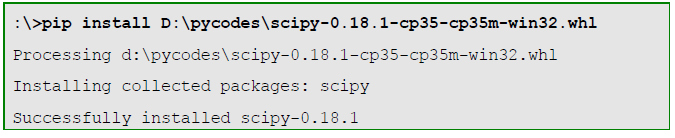 :\>pip install D:\pycodes\scipy-0.18.1-cp35-cp35m-win32.whl
Processing d:\pycodes\scipy-0.18.1-cp35-cp35m-win32.whl
Installing collected packages: scipy
Successfully installed scipy-0.18.1